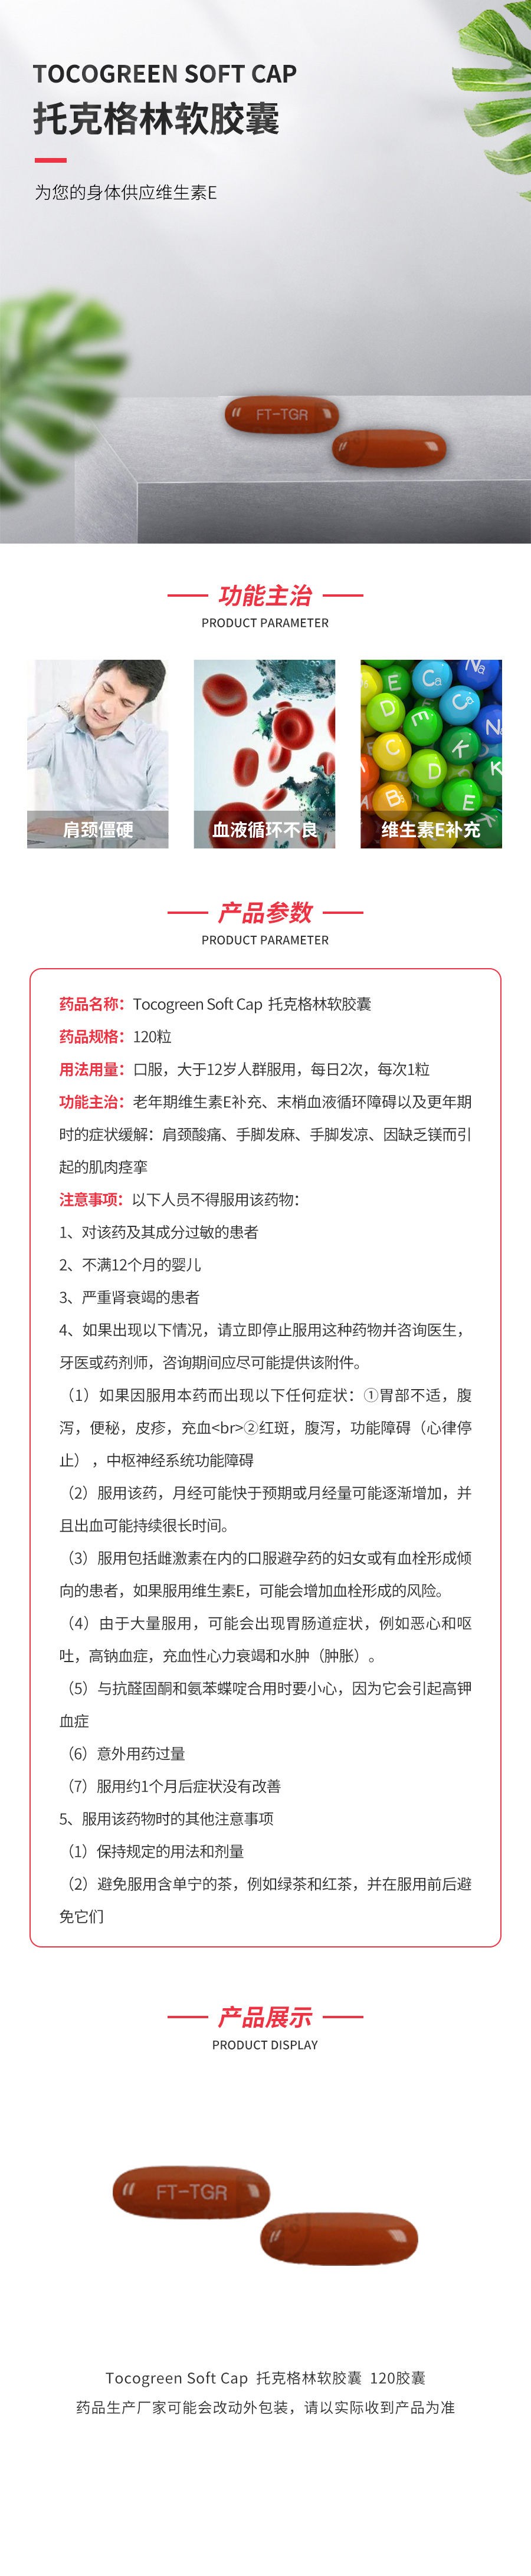 TOCOGREEN SOFT CAP
托克格林软胶囊
为您的身体供应维生素E
FT-TGR
功能主治
PRODUCT PARAMETER
E
Ca
Na
D
E
Cr
Na
C
D
K
K
B
E
肩颈僵硬
血液循环不良
维生素E补充
产品参数
PRODUCT PARAMETER
药品名称：Tocogreen Soft Cap 托克格林软胶囊
药品规格：120粒
用法用量：口服，大于12岁人群服用，每日2次，每次1粒
功能主治：老年期维生素E补充、末梢血液循环障碍以及更年期
时的症状缓解：肩颈酸痛、手脚发麻、手脚发凉、因缺乏镁而引
起的肌肉痉挛
注意事项：以下人员不得服用该药物：
1、对该药及其成分过敏的患者
2、不满12个月的婴儿
3、严重肾衰竭的患者
4、如果出现以下情况，请立即停止服用这种药物并咨询医生，
牙医或药剂师，咨询期间应尽可能提供该附件。
（1）如果因服用本药而出现以下任何症状：①胃部不适，腹
泻，便秘，皮疹，充血<br>②红斑，腹泻，功能障碍（心律停
止），中枢神经系统功能障碍
（2）服用该药，月经可能快于预期或月经量可能逐渐增加，并
且出血可能持续很长时间。
（3）服用包括雌激素在内的口服避孕药的妇女或有血栓形成倾
向的患者，如果服用维生素E，可能会增加血栓形成的风险。
（4）由于大量服用，可能会出现胃肠道症状，例如恶心和呕
吐，高钠血症，充血性心力衰竭和水肿（肿胀）。
（5）与抗醛固酮和氨苯蝶啶合用时要小心，因为它会引起高钾
血症
（6）意外用药过量
（7）服用约1个月后症状没有改善
5、服用该药物时的其他注意事项
（1）保持规定的用法和剂量
（2）避免服用含单宁的茶，例如绿茶和红茶，并在服用前后避
免它们
产品展示
PRODUCT DISPLAY
FT-TGR
Tocogreen Soft Cap 托克格林软胶囊 120胶囊
药品生产厂家可能会改动外包装，请以实际收到产品为准